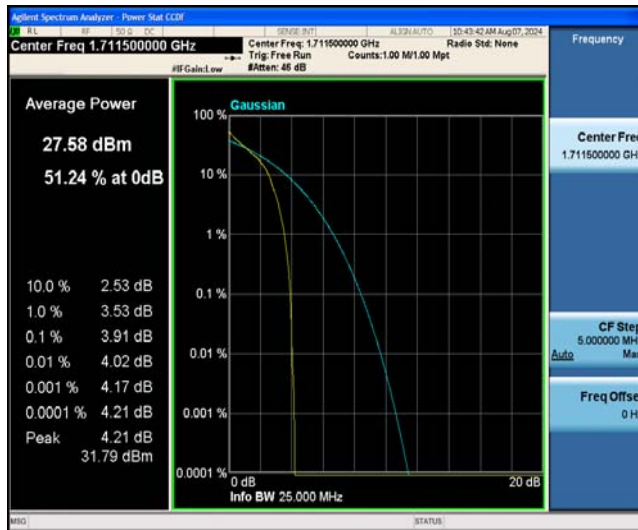 Agilent Spectrum Analyzer - Power Stat CCDF
RL RF 50 Ω DC SENSE:INT ALIGN AUTO 10:43:42 AM Aug 07, 2024
Center Freq 1.711500000 GHz
Center Freq: 1.711500000 GHz Radio Std: None
Trig: Free Run Counts:1.00 M/1.00 Mpt
#IFGain:Low #Atten: 46 dB
Frequency
Average Power
27.58 dBm
51.24 % at 0dB
10.0 % 2.53 dB
1.0 % 3.53 dB
0.1 % 3.91 dB
0.01 % 4.02 dB
0.001 % 4.17 dB
0.0001 % 4.21 dB
Peak 4.21 dB
31.79 dBm
Gaussian
100 %
10 %
1 %
0.1 %
0.01 %
0.001 %
0.0001 %
0 dB 20 dB
Info BW 25.000 MHz
Center Fre
1.711500000 GH
CF Step
5.000000 MH
Auto Ma
Freq Offse
0 H
MSG STATUS